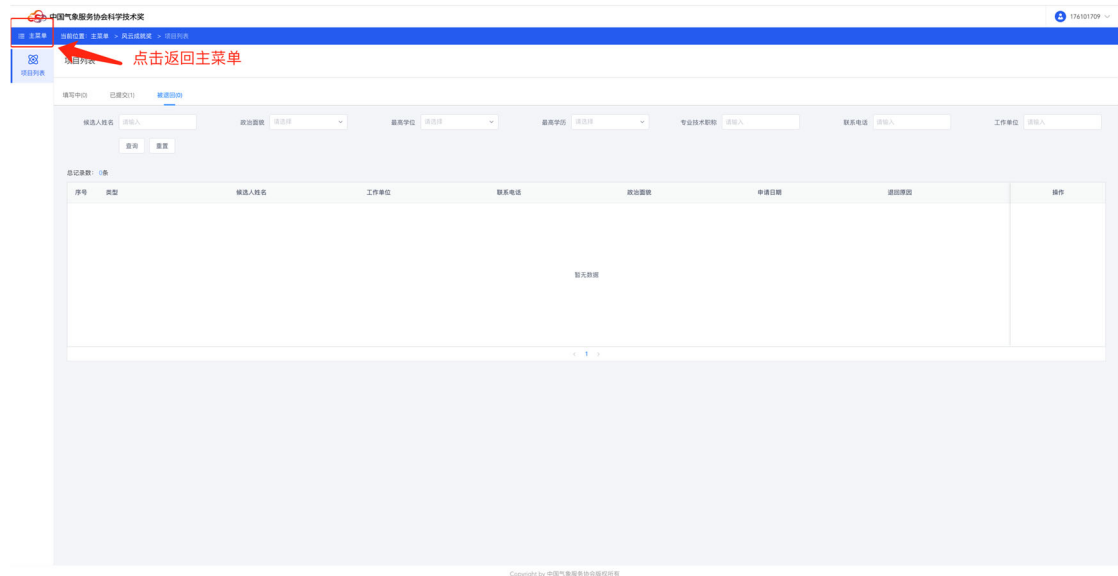 中国气象服务协会科学技术奖
176101709
主菜单
当前位置: 主菜单 > 风云成就奖 > 项目列表
项目列表
项目列表
点击返回主菜单
填写中(0) 已提交(1) 被退回(0)
候选人姓名 请输入 政治面貌 请选择 最高学位 请选择 最高学历 请选择 专业技术职称 请输入 联系电话 请输入 工作单位 请输入
查询 重置
总记录数: 0条
序号 类型 候选人姓名 工作单位 联系电话 政治面貌 申请日期 退回原因 操作
暂无数据
< 1 >
Copyright by 中国气象服务协会版权所有